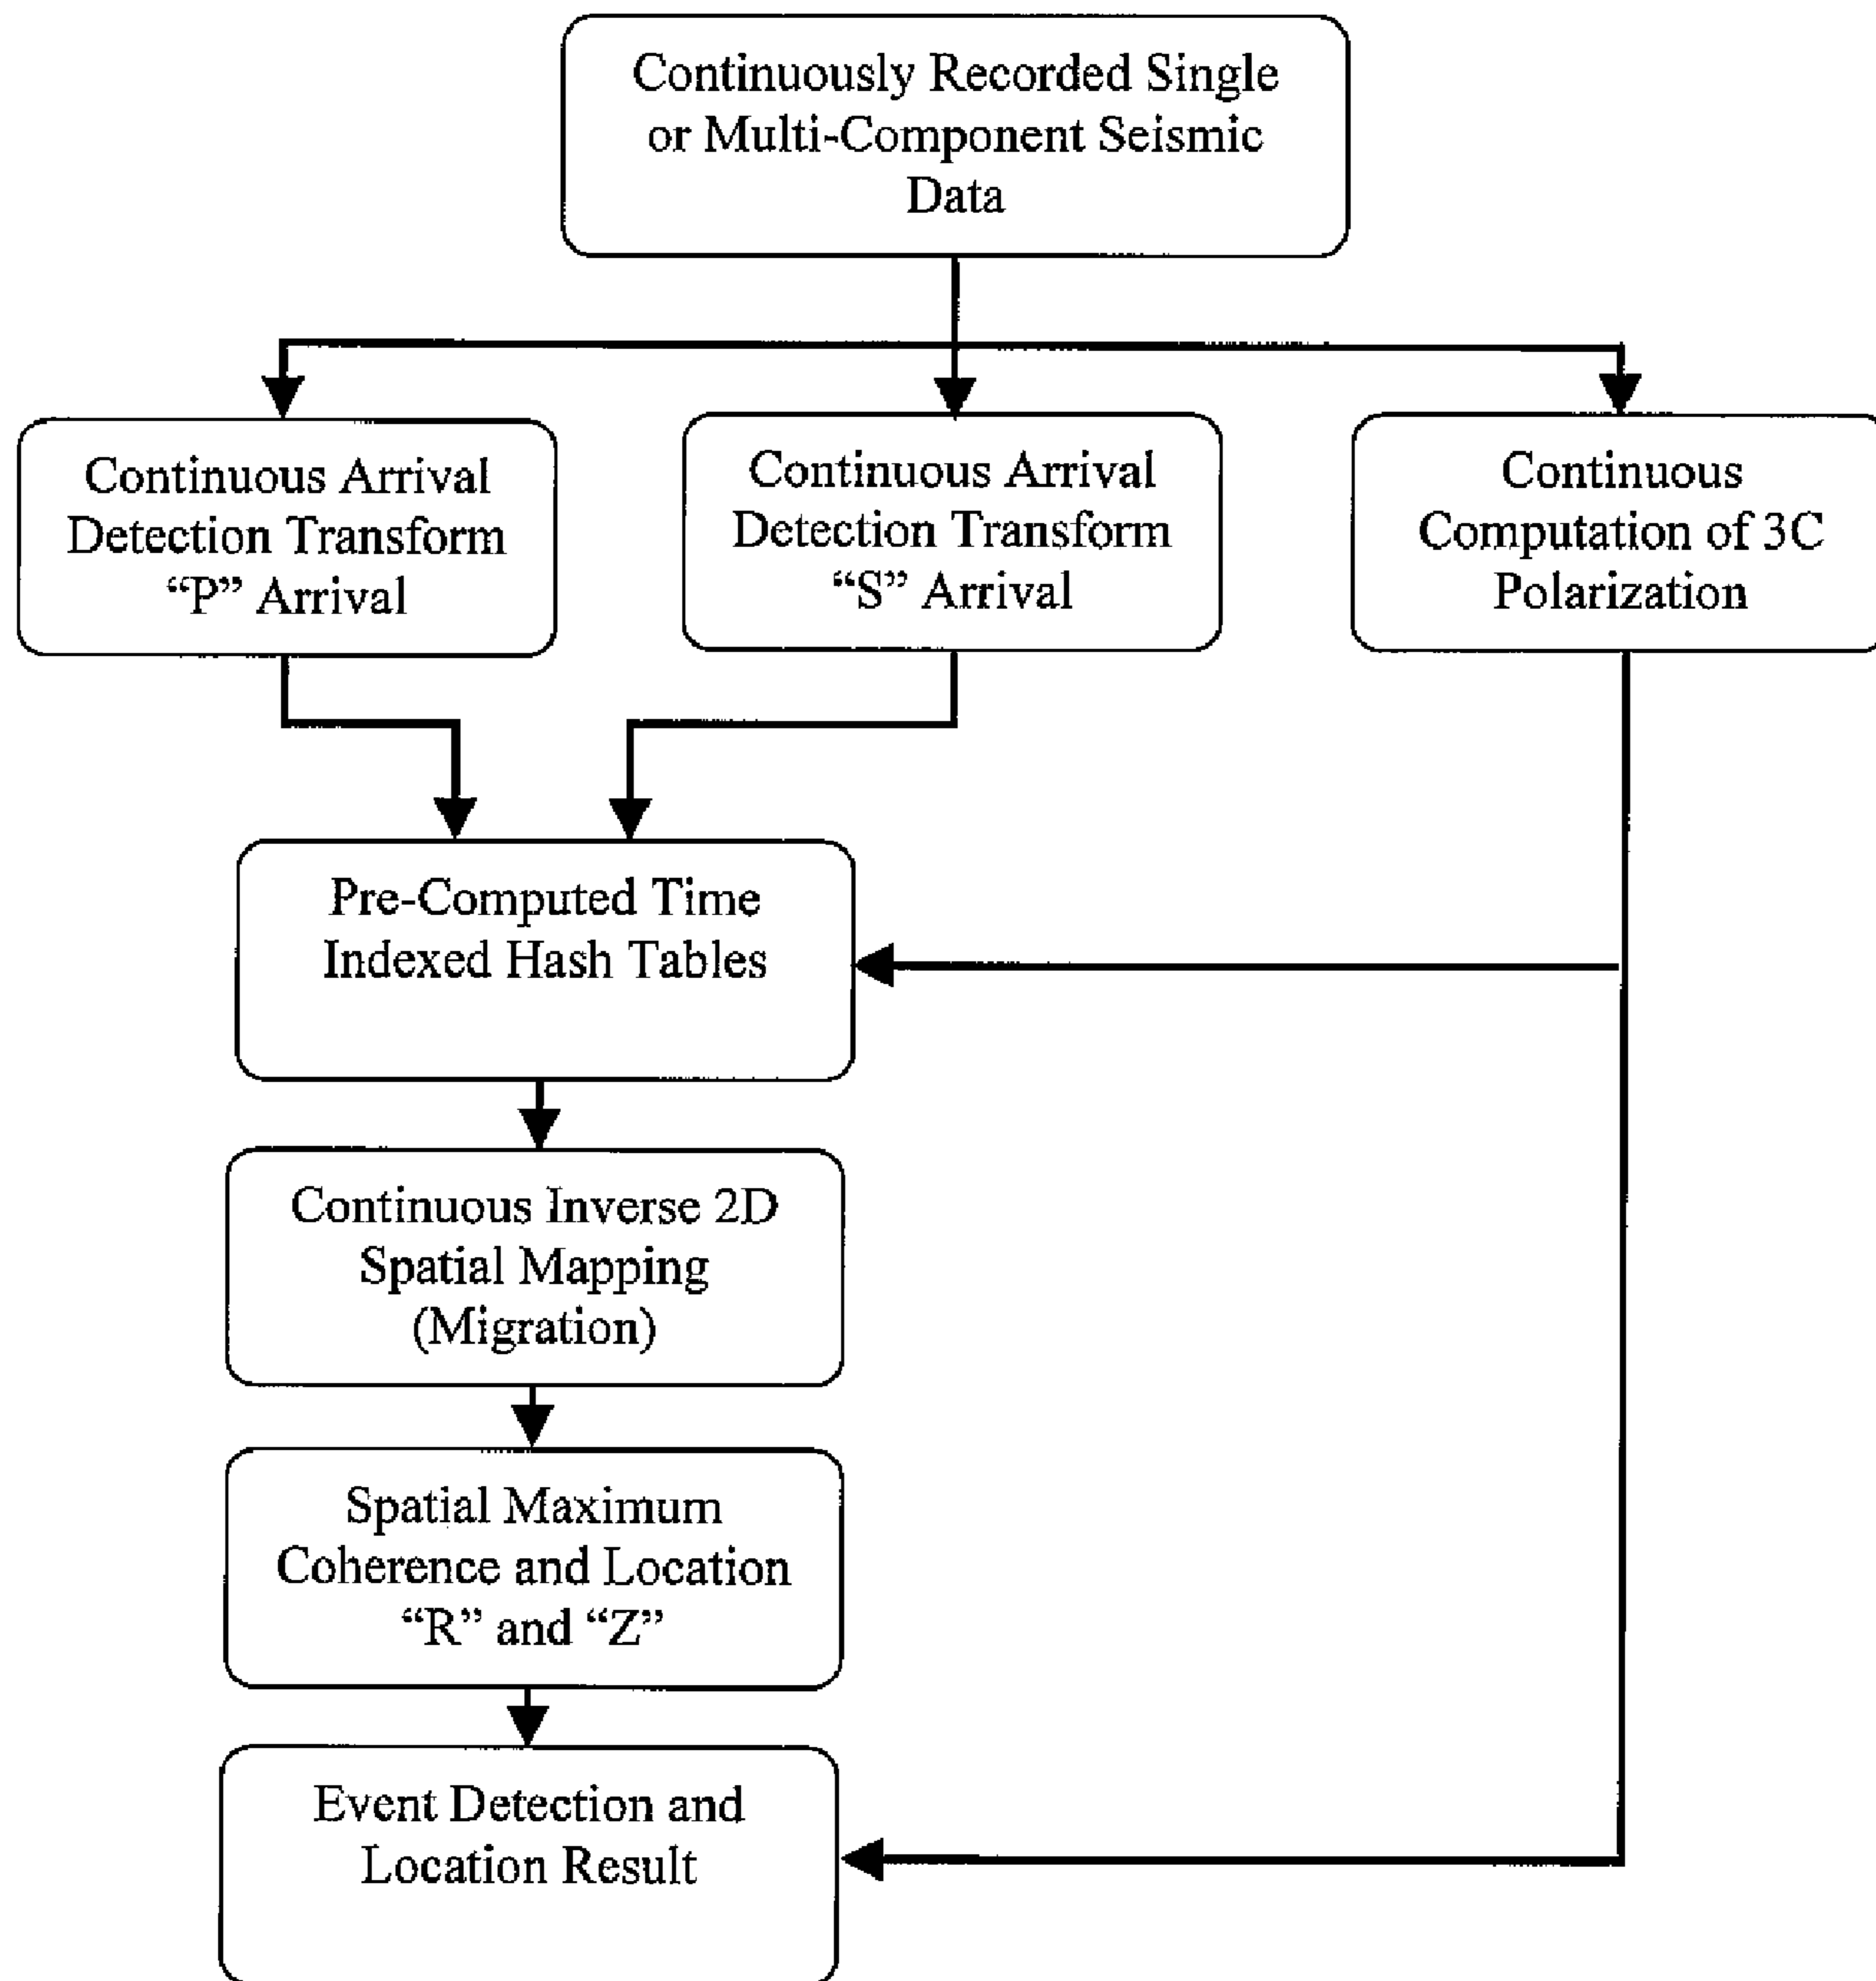 Continuously Recorded Single
or Multi-Component Seismic
Data
Continuous Arrival
Detection Transform
“P” Arrival
Continuous Arrival
Detection Transform
“S” Arrival
Continuous
Computation of 3C
Polarization
Pre-Computed Time
Indexed Hash Tables
Continuous Inverse 2D
Spatial Mapping
(Migration)
Spatial Maximum
Coherence and Location
“R” and “Z”
Event Detection and
Location Result